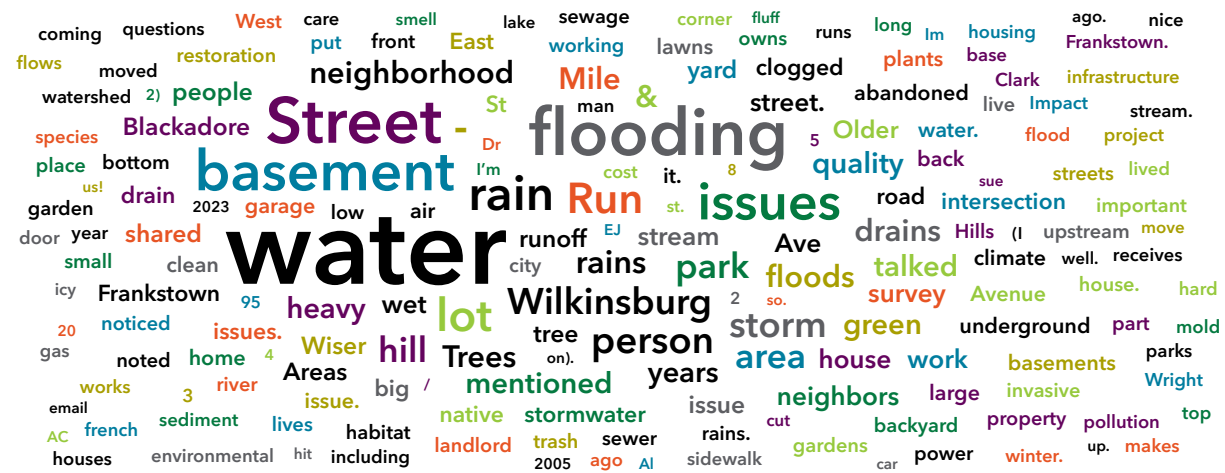 coming questions West care smell lake sewage corner fluff runs long Im housing ago. nice
flows restoration put front East working lawns owns plants base Frankstown.
watershed moved 2) people neighborhood Mile yard clogged abandoned Clark infrastructure
species Blackadore Street - St man & street. live Impact stream.
place bottom basement Dr flooding 5 Older water. flood project
us! drain I'm cost it. 8 quality back sue streets lived
garden 2023 garage low air rain Run st. issues road intersection important
door year shared water runoff EJ stream Ave drains Hills (I upstream move
small clean city rains park floods talked climate well. receives
icy Frankstown 95 heavy wet lot Wilkinsburg 2 so. survey Avenue house. hard
20 noticed issues. tree person storm green underground part mold
gas noted home 4 Wiser hill Trees on). area house work basements parks
works 3 river Areas issue. big / mentioned years neighbors large invasive Wright
email sediment lives native stormwater issue cut backyard property pollution top
AC french habitat landlord trash sewer rains. gardens power up. makes
houses environmental hit including 2005 ago Al sidewalk car winter.